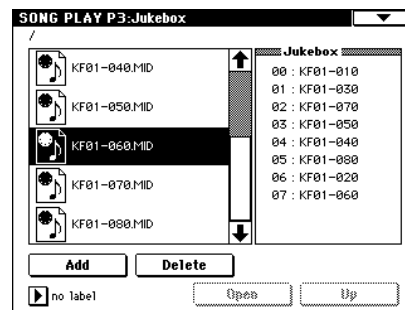 SONG PLAY P3:Jukebox
/
KF01-040.MID
KF01-050.MID
KF01-060.MID
KF01-070.MID
KF01-080.MID
Jukebox
00 : KF01-010
01 : KF01-030
02 : KF01-070
03 : KF01-050
04 : KF01-040
05 : KF01-080
06 : KF01-020
07 : KF01-060
Add Delete
no label Open Up